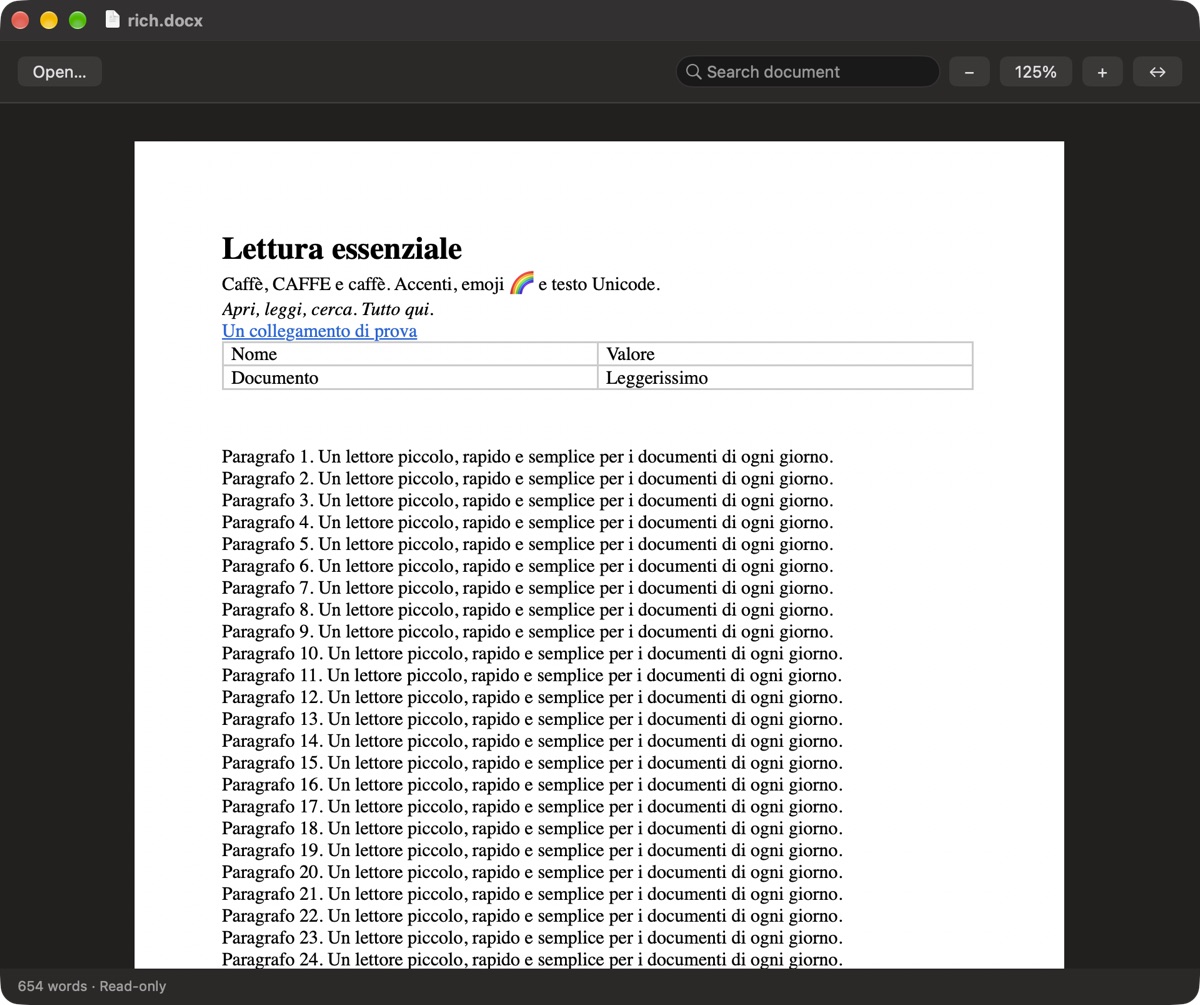 rich.docx
Open...
Search document
–
125%
+
↔
Lettura essenziale
Caffè, CAFFE e caffè. Accenti, emoji 🌈 e testo Unicode.
Apri, leggi, cerca. Tutto qui.
Un collegamento di prova
Nome Valore
Documento Leggerissimo
Paragrafo 1. Un lettore piccolo, rapido e semplice per i documenti di ogni giorno.
Paragrafo 2. Un lettore piccolo, rapido e semplice per i documenti di ogni giorno.
Paragrafo 3. Un lettore piccolo, rapido e semplice per i documenti di ogni giorno.
Paragrafo 4. Un lettore piccolo, rapido e semplice per i documenti di ogni giorno.
Paragrafo 5. Un lettore piccolo, rapido e semplice per i documenti di ogni giorno.
Paragrafo 6. Un lettore piccolo, rapido e semplice per i documenti di ogni giorno.
Paragrafo 7. Un lettore piccolo, rapido e semplice per i documenti di ogni giorno.
Paragrafo 8. Un lettore piccolo, rapido e semplice per i documenti di ogni giorno.
Paragrafo 9. Un lettore piccolo, rapido e semplice per i documenti di ogni giorno.
Paragrafo 10. Un lettore piccolo, rapido e semplice per i documenti di ogni giorno.
Paragrafo 11. Un lettore piccolo, rapido e semplice per i documenti di ogni giorno.
Paragrafo 12. Un lettore piccolo, rapido e semplice per i documenti di ogni giorno.
Paragrafo 13. Un lettore piccolo, rapido e semplice per i documenti di ogni giorno.
Paragrafo 14. Un lettore piccolo, rapido e semplice per i documenti di ogni giorno.
Paragrafo 15. Un lettore piccolo, rapido e semplice per i documenti di ogni giorno.
Paragrafo 16. Un lettore piccolo, rapido e semplice per i documenti di ogni giorno.
Paragrafo 17. Un lettore piccolo, rapido e semplice per i documenti di ogni giorno.
Paragrafo 18. Un lettore piccolo, rapido e semplice per i documenti di ogni giorno.
Paragrafo 19. Un lettore piccolo, rapido e semplice per i documenti di ogni giorno.
Paragrafo 20. Un lettore piccolo, rapido e semplice per i documenti di ogni giorno.
Paragrafo 21. Un lettore piccolo, rapido e semplice per i documenti di ogni giorno.
Paragrafo 22. Un lettore piccolo, rapido e semplice per i documenti di ogni giorno.
Paragrafo 23. Un lettore piccolo, rapido e semplice per i documenti di ogni giorno.
Paragrafo 24. Un lettore piccolo, rapido e semplice per i documenti di ogni giorno.
654 words · Read-only